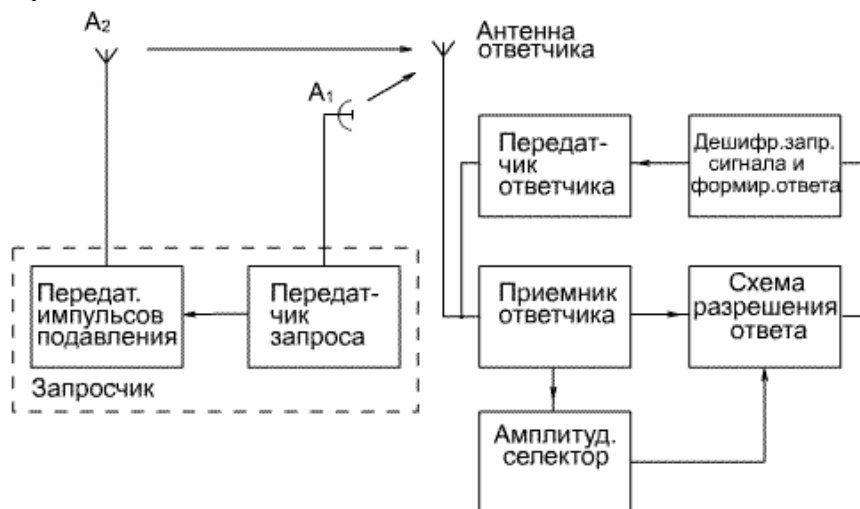 A₂
Антенна
ответчика
A₁
Передат-
чик
ответчика
Дешифр.запр.
сигнала и
формир.ответа
Передат.
импульсов
подавления
Передат-
чик
запроса
Приемник
ответчика
Схема
разрешения
ответа
Запросчик
Амплитуд.
селектор